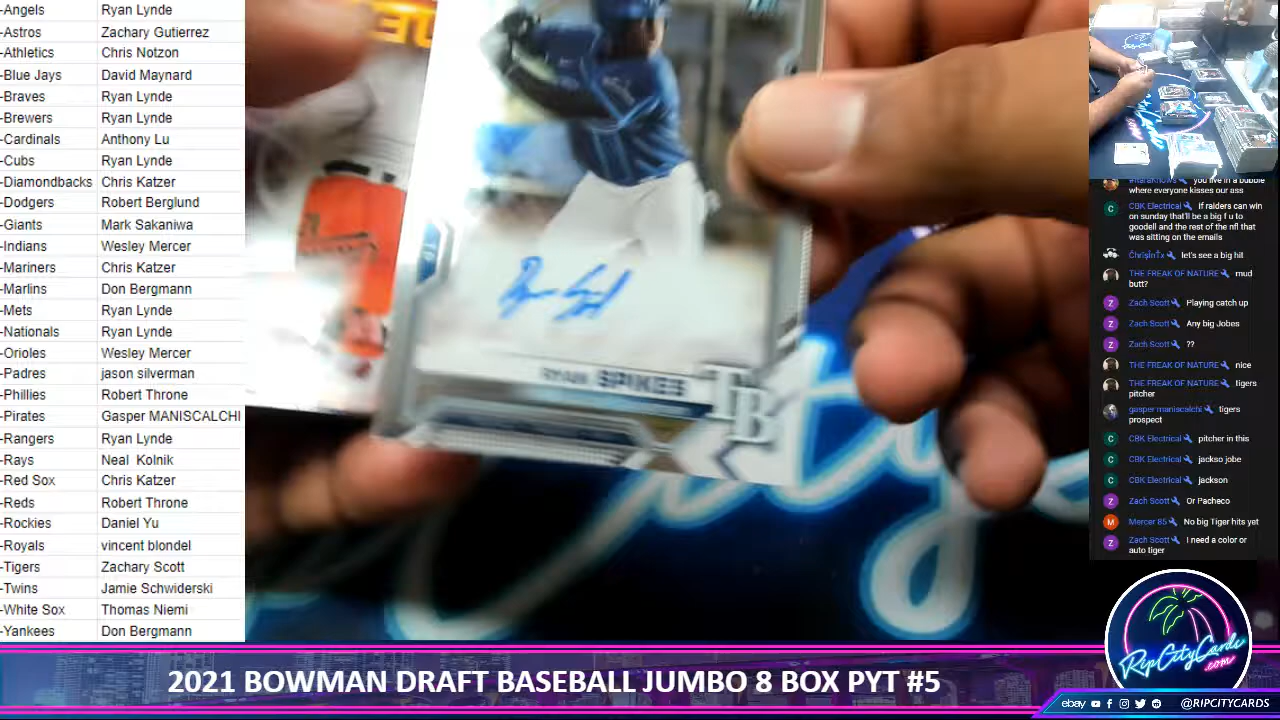 -Angels Ryan Lynde
-Astros Zachary Gutierrez
-Athletics Chris Notzon
-Blue Jays David Maynard
-Braves Ryan Lynde
-Brewers Ryan Lynde
-Cardinals Anthony Lu
-Cubs Ryan Lynde
-Diamondbacks Chris Katzer
-Dodgers Robert Berglund
-Giants Mark Sakaniwa
-Indians Wesley Mercer
-Mariners Chris Katzer
-Marlins Don Bergmann
-Mets Ryan Lynde
-Nationals Ryan Lynde
-Orioles Wesley Mercer
-Padres jason silverman
-Phillies Robert Throne
-Pirates Gasper MANISCALCHI
-Rangers Ryan Lynde
-Rays Neal Kolnik
-Red Sox Chris Katzer
-Reds Robert Throne
-Rockies Daniel Yu
-Royals vincent blondel
-Tigers Zachary Scott
-Twins Jamie Schwiderski
-White Sox Thomas Niemi
-Yankees Don Bergmann
RYAN SPIKES
TB
you live in a bubble
where everyone kisses our ass
CBK Electrical if raiders can win
on sunday that'll be a big f u to
goodell and the rest of the nfl that
was sitting on the emails
let's see a big hit
THE FREAK OF NATURE mud
butt?
Zach Scott Playing catch up
Zach Scott Any big Jobes
Zach Scott ??
THE FREAK OF NATURE nice
THE FREAK OF NATURE tigers
pitcher
gasper maniscalchi tigers
prospect
CBK Electrical pitcher in this
CBK Electrical jackso jobe
CBK Electrical jackson
Zach Scott Or Pacheco
Mercer 85 No big Tiger hits yet
Zach Scott I need a color or
auto tiger
RipCityCards
.com
2021 BOWMAN DRAFT BASEBALL JUMBO 8 BOX PYT #5
ebay @RIPCITYCARDS